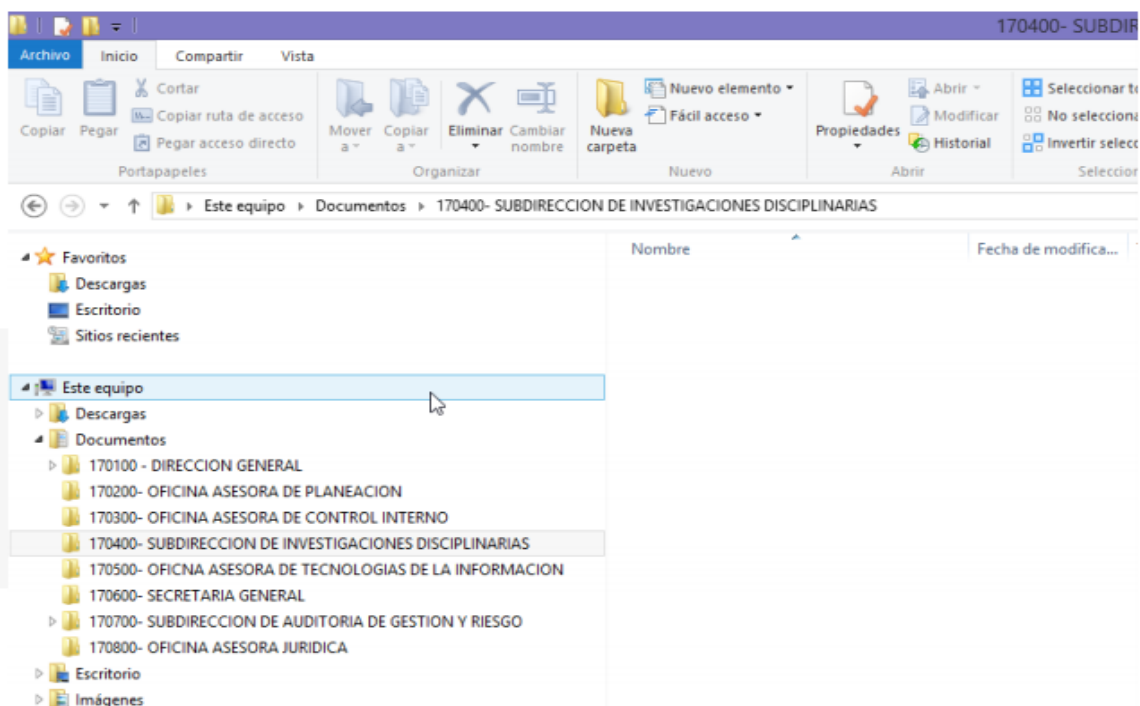 170400- SUBDIR
Archivo Inicio Compartir Vista
Copiar
Pegar
Cortar
Copiar ruta de acceso
Pegar acceso directo
Portapapeles
Mover a
Copiar a
Eliminar
Cambiar nombre
Organizar
Nueva carpeta
Nuevo elemento
Fácil acceso
Nuevo
Propiedades
Abrir
Modificar
Historial
Abrir
Seleccionar to
No selecciona
Invertir selecc
Seleccion
Este equipo Documentos 170400- SUBDIRECCION DE INVESTIGACIONES DISCIPLINARIAS
Nombre Fecha de modifica...
Favoritos
Descargas
Escritorio
Sitios recientes
Este equipo
Descargas
Documentos
170100 - DIRECCION GENERAL
170200- OFICINA ASESORA DE PLANEACION
170300- OFICINA ASESORA DE CONTROL INTERNO
170400- SUBDIRECCION DE INVESTIGACIONES DISCIPLINARIAS
170500- OFICNA ASESORA DE TECNOLOGIAS DE LA INFORMACION
170600- SECRETARIA GENERAL
170700- SUBDIRECCION DE AUDITORIA DE GESTION Y RIESGO
170800- OFICINA ASESORA JURIDICA
Escritorio
Imágenes